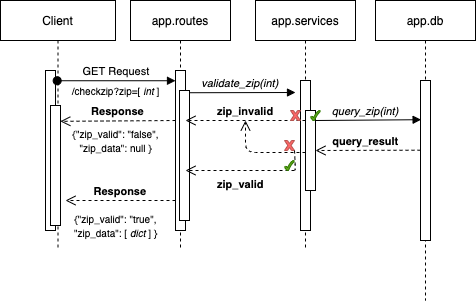 Client
app.routes
app.services
app.db
GET Request
/checkzip?zip=[ int ]
validate_zip(int)
Response
zip_invalid
query_zip(int)
{"zip_valid": "false",
"zip_data": null }
query_result
zip_valid
Response
{"zip_valid": "true",
"zip_data": [ dict ] }